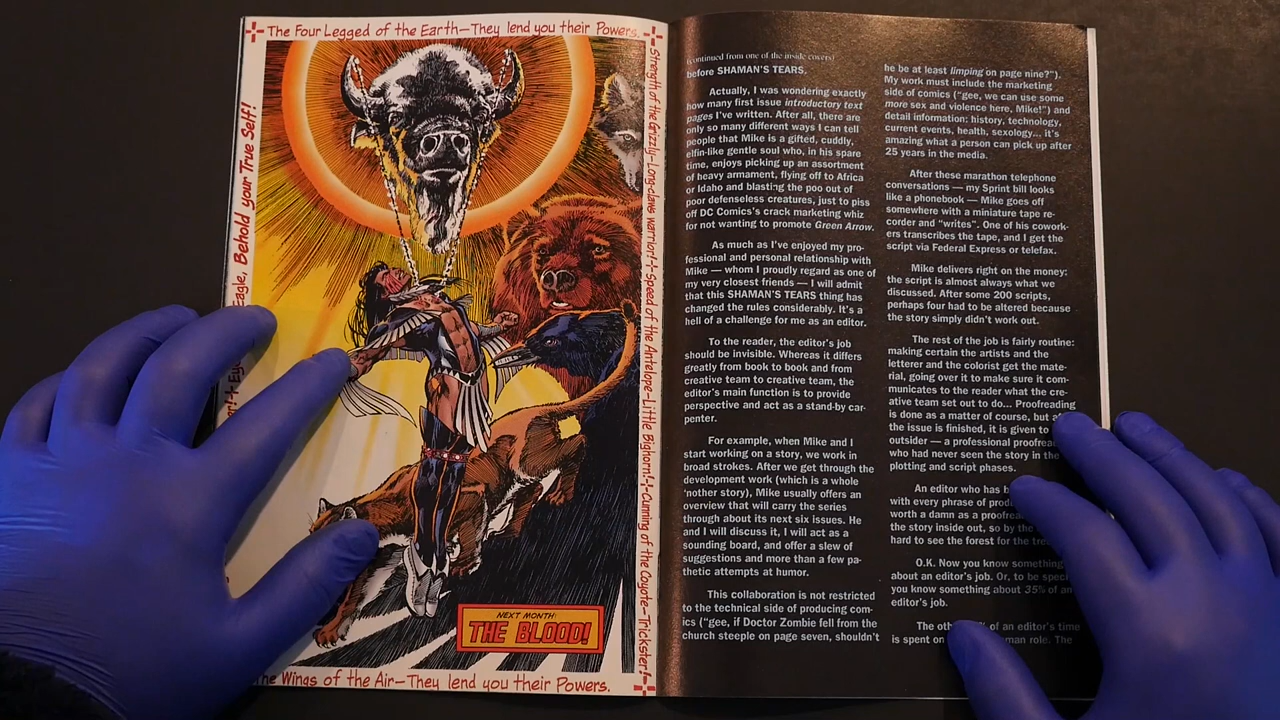 The Four Legged of the Earth—They lend you their Powers.
Strength of the Grizzly—Long-claws warrior!-+-Speed of the Antelope—Little Bighorn!-+-Cunning of the Coyote—Trickster!
Eagle, Behold your True Self!
NEXT MONTH:
THE BLOOD!
The Wings of the Air—They lend you their Powers.
(continued from one of the inside covers)
before SHAMAN'S TEARS.
Actually, I was wondering exactly
how many first issue introductory text
pages I've written. After all, there are
only so many different ways I can tell
people that Mike is a gifted, cuddly,
elfin-like gentle soul who, in his spare
time, enjoys picking up an assortment
of heavy armament, flying off to Africa
or Idaho and blasting the poo out of
poor defenseless creatures, just to piss
off DC Comics's crack marketing whiz
for not wanting to promote Green Arrow.
As much as I've enjoyed my pro-
fessional and personal relationship with
Mike — whom I proudly regard as one of
my very closest friends — I will admit
that this SHAMAN'S TEARS thing has
changed the rules considerably. It's a
hell of a challenge for me as an editor.
To the reader, the editor's job
should be invisible. Whereas it differs
greatly from book to book and from
creative team to creative team, the
editor's main function is to provide
perspective and act as a stand-by car-
penter.
For example, when Mike and I
start working on a story, we work in
broad strokes. After we get through the
development work (which is a whole
'nother story), Mike usually offers an
overview that will carry the series
through about its next six issues. He
and I will discuss it, I will act as a
sounding board, and offer a slew of
suggestions and more than a few pa-
thetic attempts at humor.
This collaboration is not restricted
to the technical side of producing com-
ics ("gee, if Doctor Zombie fell from the
church steeple on page seven, shouldn't
he be at least limping on page nine?").
My work must include the marketing
side of comics ("gee, we can use some
more sex and violence here, Mike!") and
detail information: history, technology,
current events, health, sexology... it's
amazing what a person can pick up after
25 years in the media.
After these marathon telephone
conversations — my Sprint bill looks
like a phonebook — Mike goes off
somewhere with a miniature tape re-
corder and "writes". One of his cowork-
ers transcribes the tape, and I get the
script via Federal Express or telefax.
Mike delivers right on the money:
the script is almost always what we
discussed. After some 200 scripts,
perhaps four had to be altered because
the story simply didn't work out.
The rest of the job is fairly routine:
making certain the artists and the
letterer and the colorist get the mate-
rial, going over it to make sure it com-
municates to the reader what the cre-
ative team set out to do... Proofreading
is done as a matter of course, but
the issue is finished, it is given to
outsider — a professional
who had never seen the story in the
plotting and script phases.
An editor who has
with every phrase of
worth a damn as a
the story inside out, so by the
hard to see the forest for the
O.K. Now you know something
about an editor's job. Or, to be
you know something about 35% of an
editor's job.
The of an editor's time
is spent on role. The